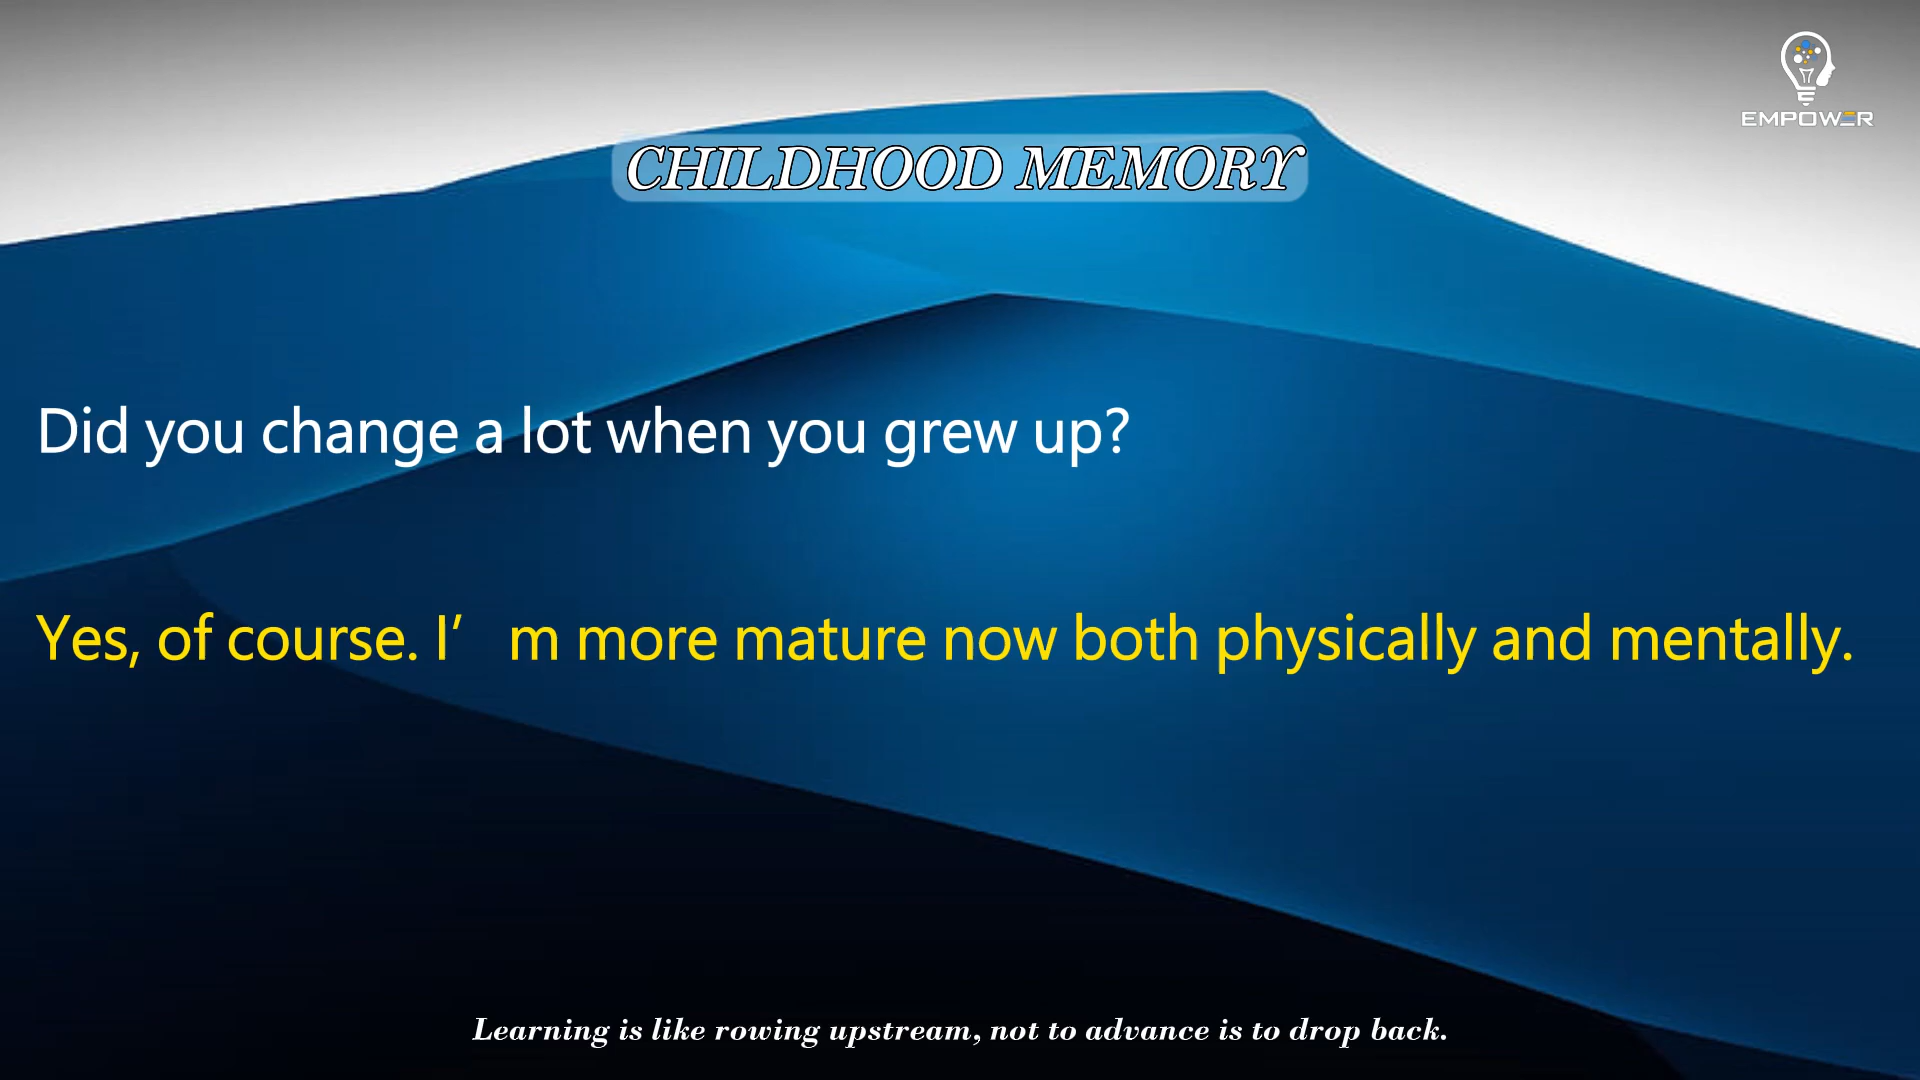 EMPOWER
CHILDHOOD MEMORY
Did you change a lot when you grew up?
Yes, of course. I’ m more mature now both physically and mentally.
Learning is like rowing upstream, not to advance is to drop back.